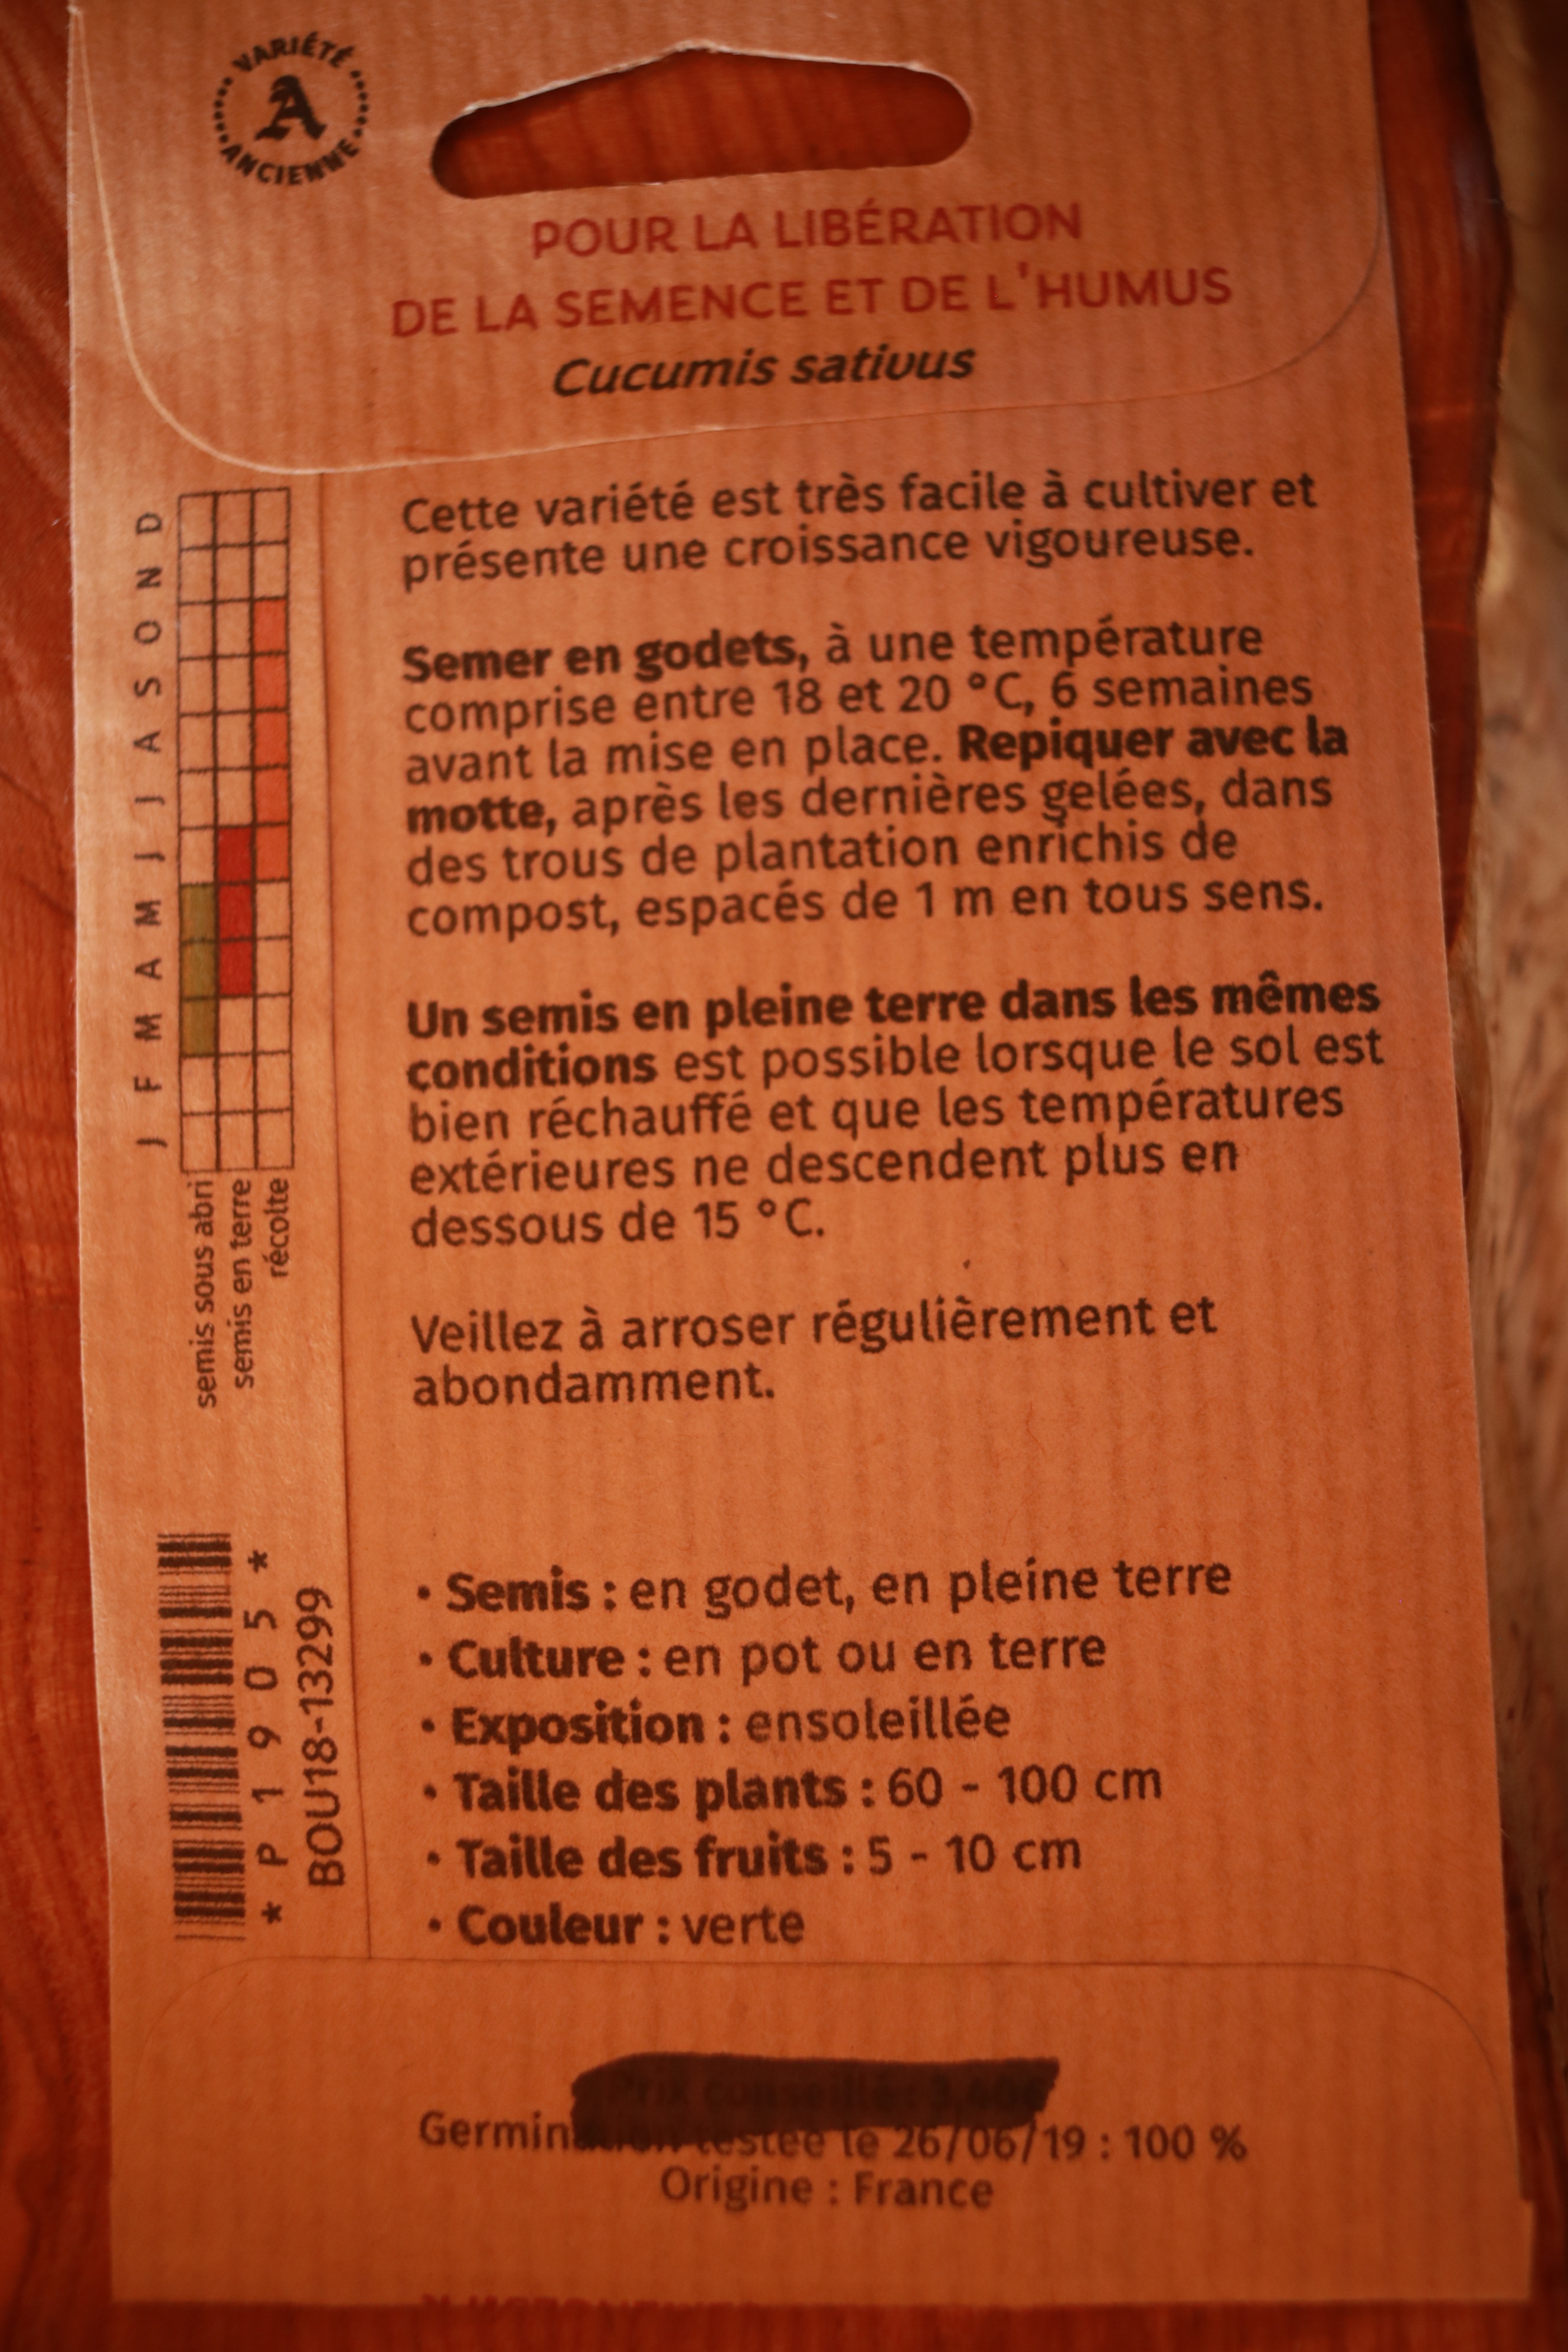 VARIÉTÉ
A
ANCIENNE
POUR LA LIBÉRATION
DE LA SEMENCE ET DE L'HUMUS
Cucumis sativus
Cette variété est très facile à cultiver et
présente une croissance vigoureuse.
Semer en godets, à une température
comprise entre 18 et 20 °C, 6 semaines
avant la mise en place. Repiquer avec la
motte, après les dernières gelées, dans
des trous de plantation enrichis de
compost, espacés de 1 m en tous sens.
Un semis en pleine terre dans les mêmes
conditions est possible lorsque le sol est
bien réchauffé et que les températures
extérieures ne descendent plus en
dessous de 15 °C.
Veillez à arroser régulièrement et
abondamment.
J F M A M J J A S O N D
semis sous abri
semis en terre
récolte
* P 1 9 0 5 *
BOU18-13299
• Semis : en godet, en pleine terre
• Culture : en pot ou en terre
• Exposition : ensoleillée
• Taille des plants : 60 - 100 cm
• Taille des fruits : 5 - 10 cm
• Couleur : verte
Prix conseillé :
Germination testée le 26/06/19 : 100 %
Origine : France